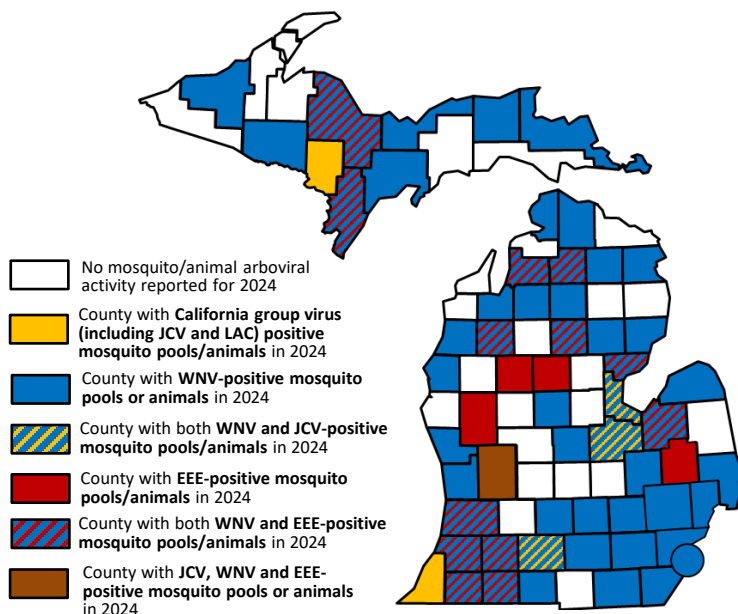 No mosquito/animal arboviral
activity reported for 2024
County with California group virus
(including JCV and LAC) positive
mosquito pools/animals in 2024
County with WNV-positive mosquito
pools or animals in 2024
County with both WNV and JCV-positive
mosquito pools/animals in 2024
County with EEE-positive mosquito
pools/animals in 2024
County with both WNV and EEE-positive
mosquito pools/animals in 2024
County with JCV, WNV and EEE-
positive mosquito pools or animals
in 2024